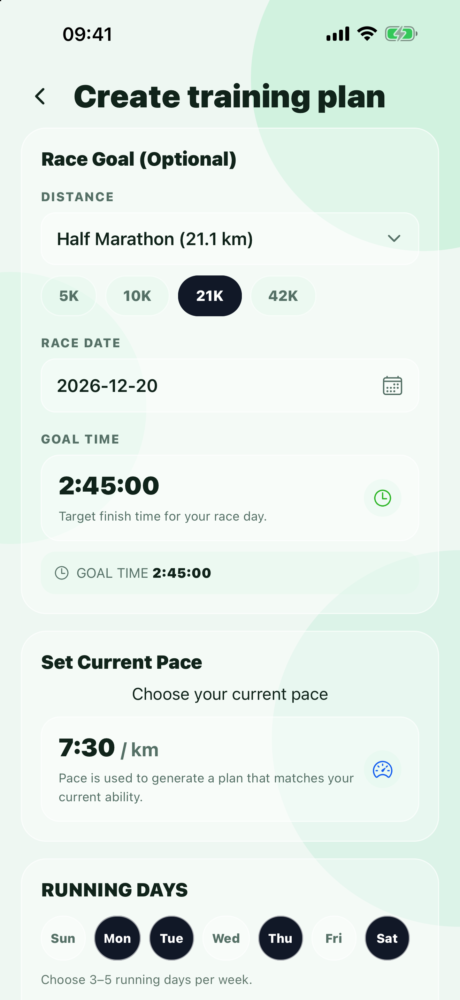 09:41
Create training plan
Race Goal (Optional)
DISTANCE
Half Marathon (21.1 km)
5K 10K 21K 42K
RACE DATE
2026-12-20
GOAL TIME
2:45:00
Target finish time for your race day.
GOAL TIME 2:45:00
Set Current Pace
Choose your current pace
7:30 / km
Pace is used to generate a plan that matches your
current ability.
RUNNING DAYS
Sun Mon Tue Wed Thu Fri Sat
Choose 3–5 running days per week.